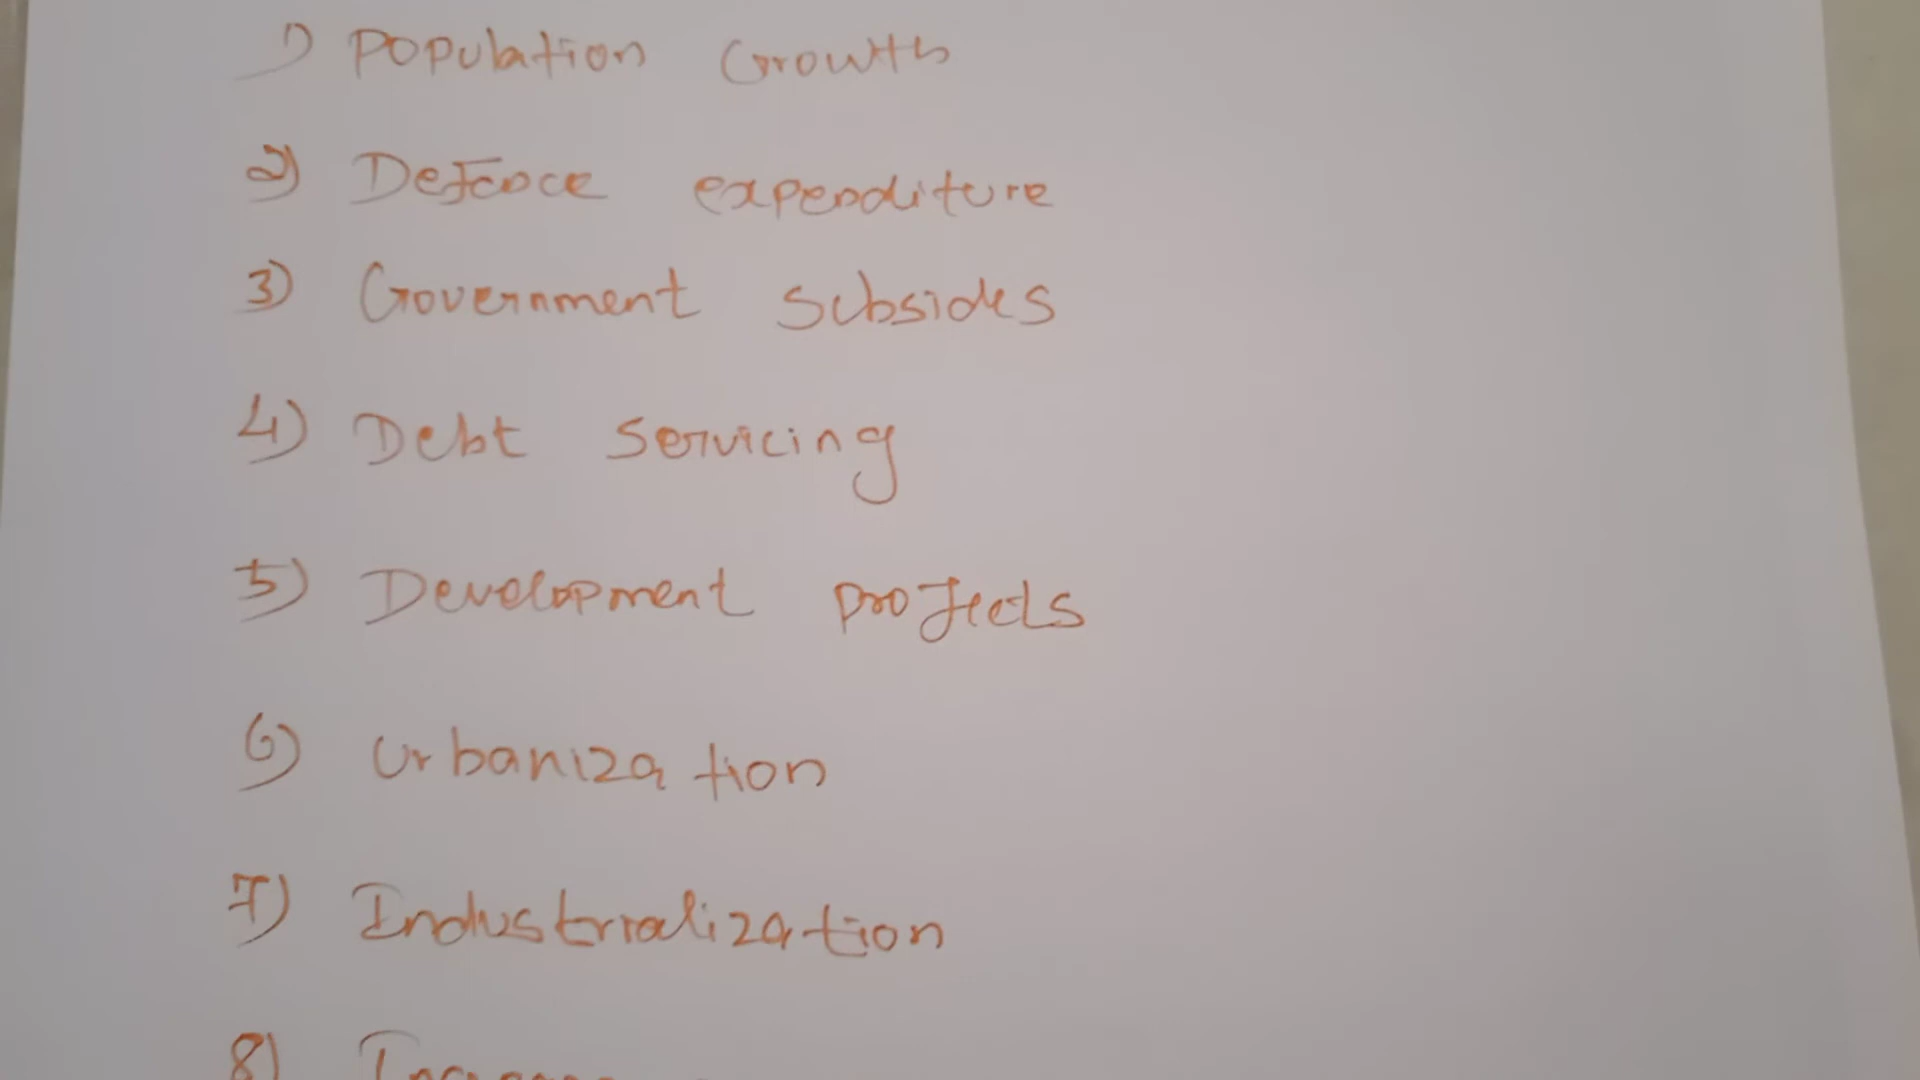 1) Population Growth
2) Defence expenditure
3) Government Subsides
4) Debt Servicing
5) Development projects
6) Urbanization
7) Industrialization
8)